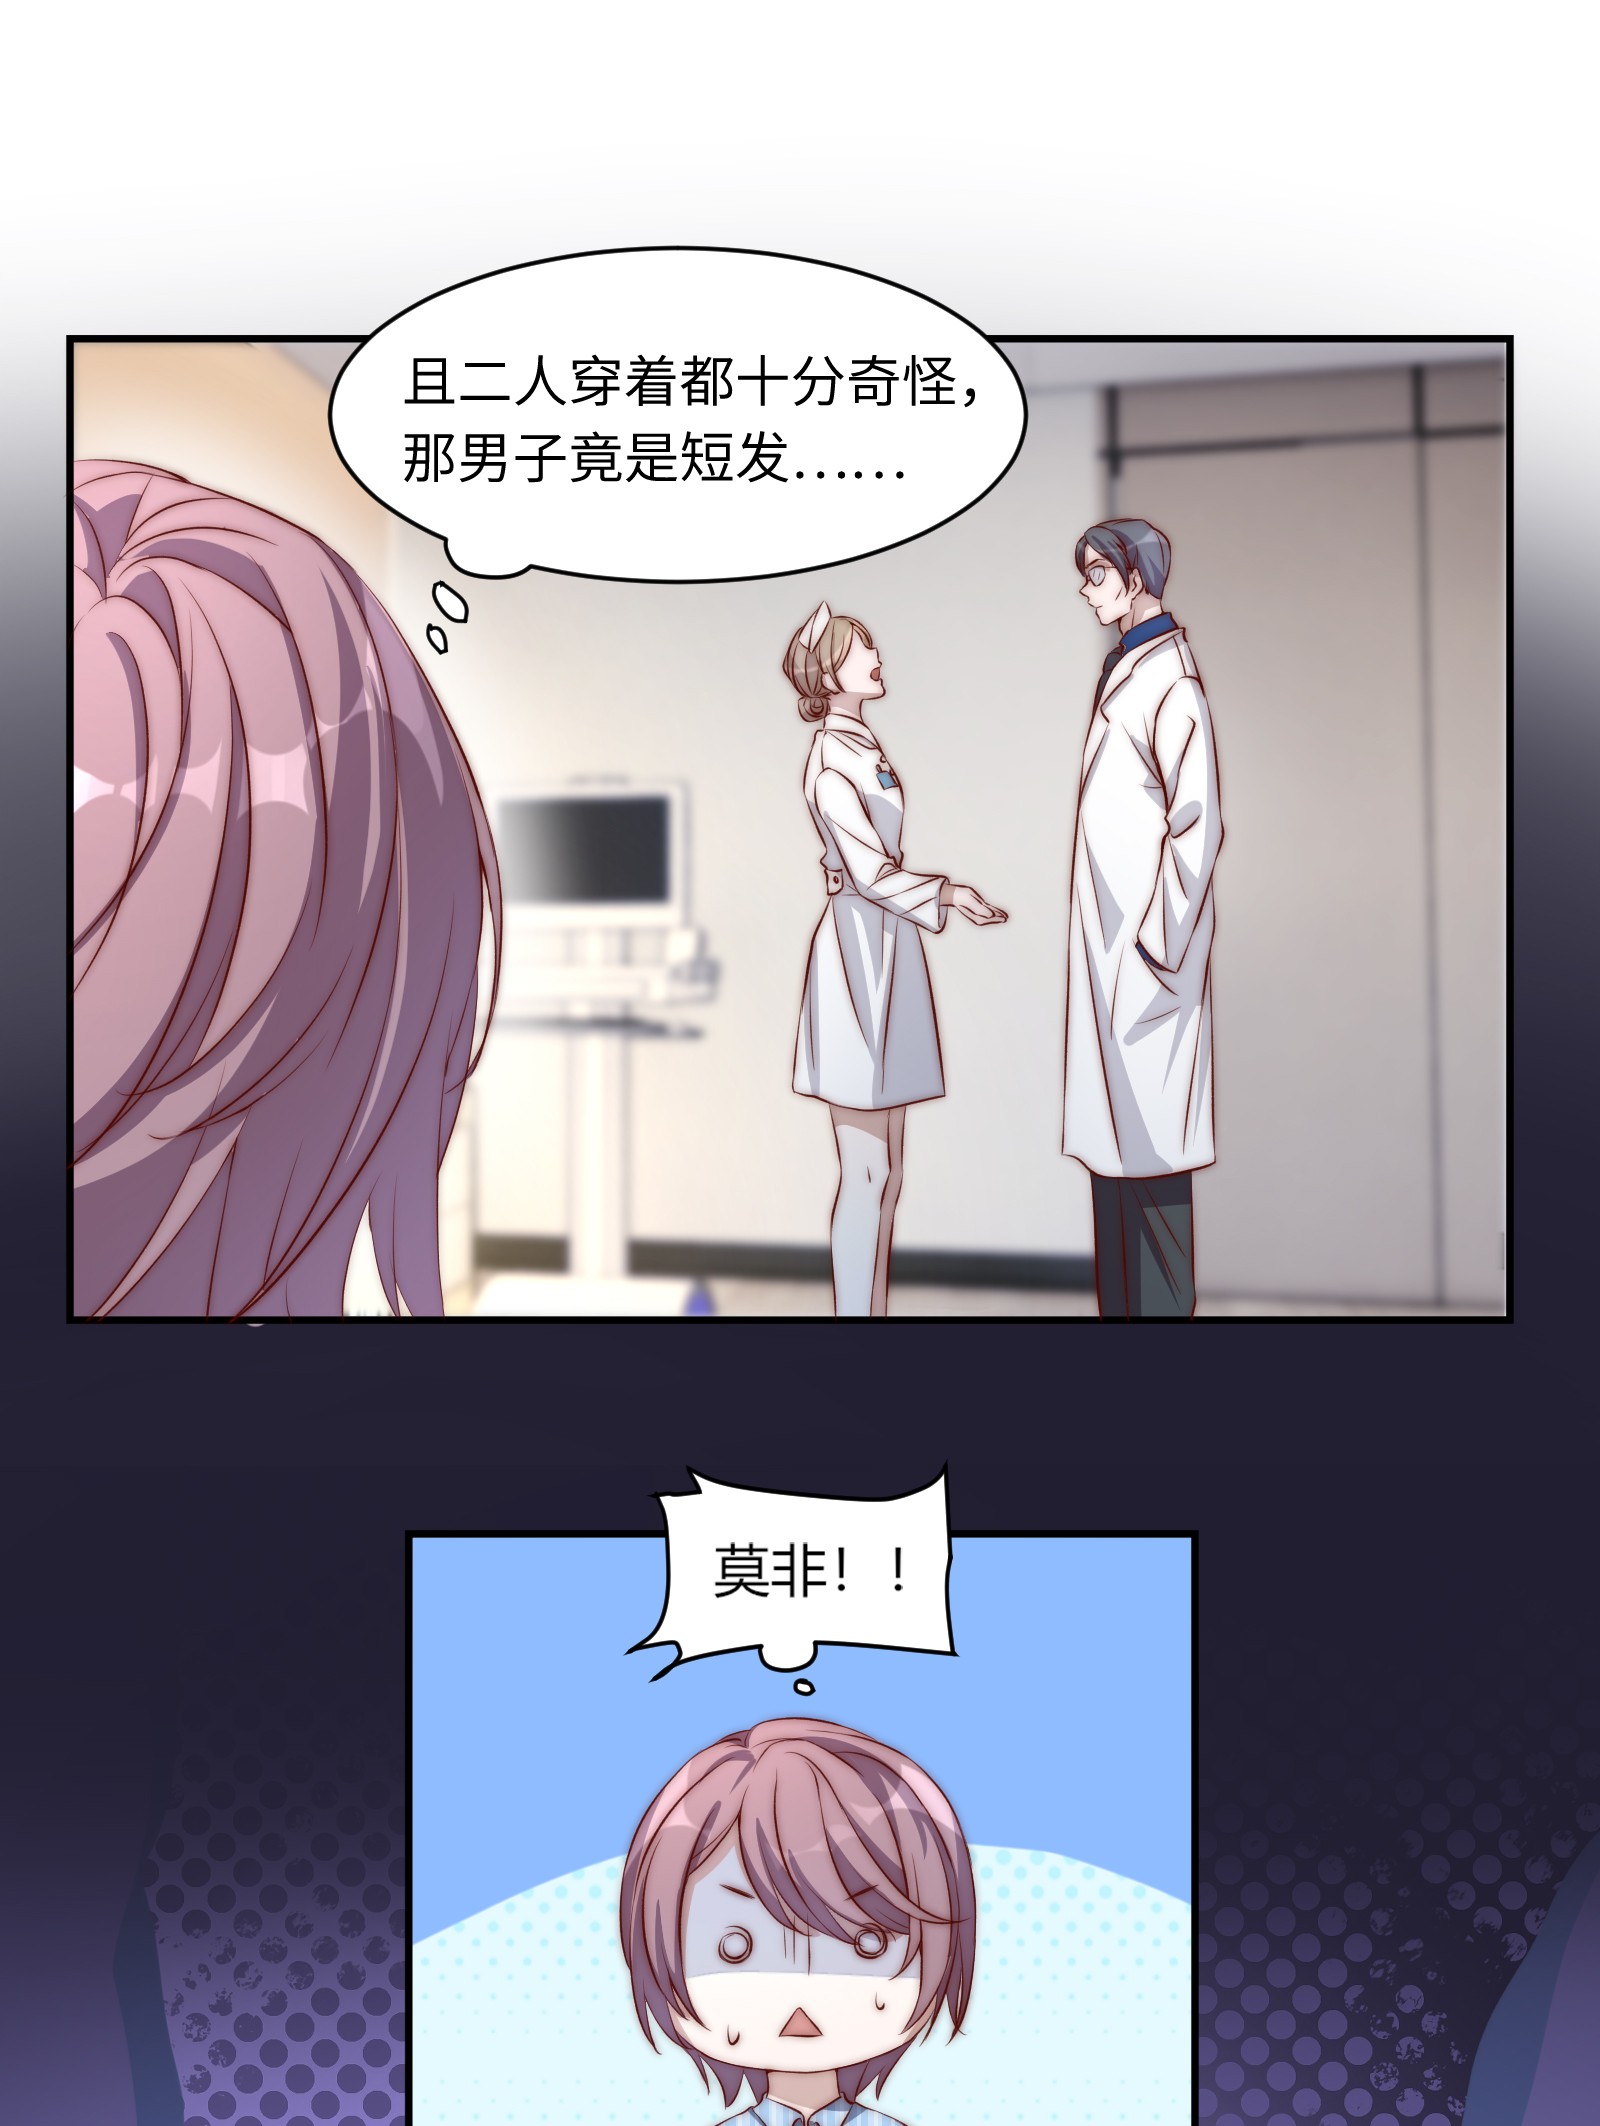 且二人穿着都十分奇怪，
那男子竟是短发……
莫非！！